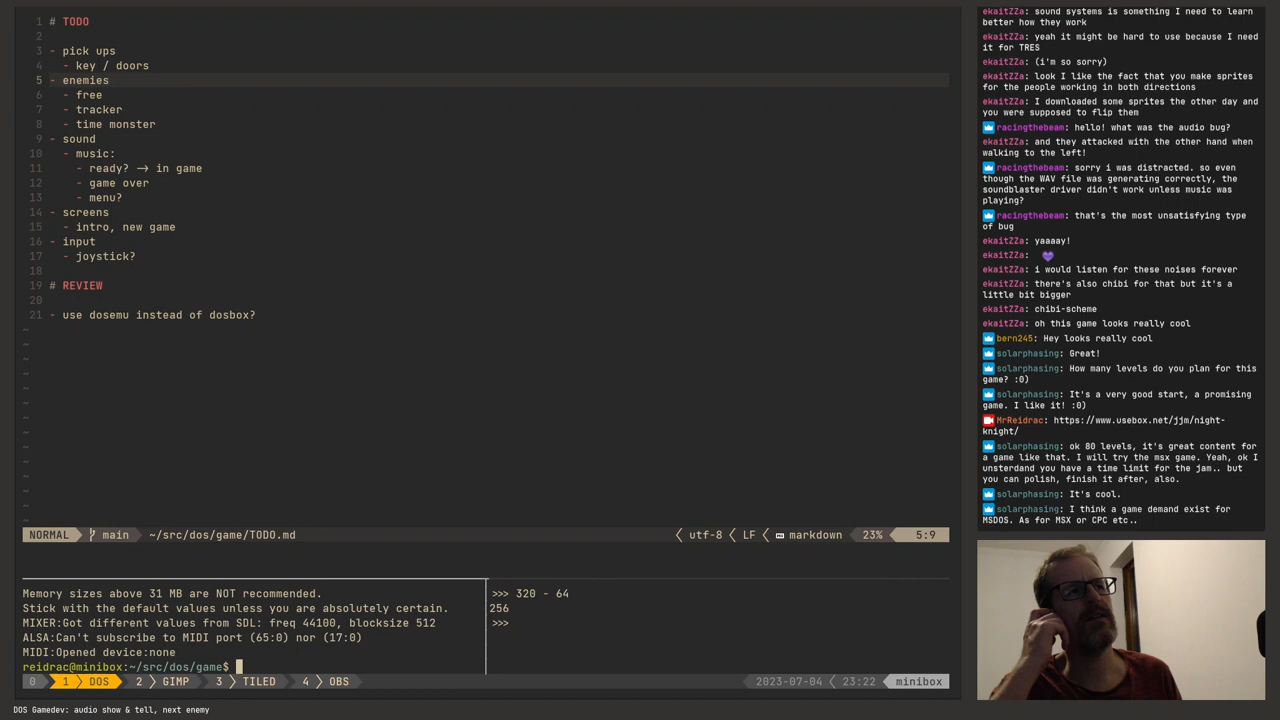 1 # TODO
2
3 - pick ups
4   - key / doors
5 - enemies
6   - free
7   - tracker
8   - time monster
9 - sound
10   - music:
11     - ready? -> in game
12     - game over
13     - menu?
14 - screens
15   - intro, new game
16 - input
17   - joystick?
18
19 # REVIEW
20
21 - use dosemu instead of dosbox?
~
~
~
~
~
~
~
~
~
~
~
~
~
~
NORMAL main ~/src/dos/game/TODO.md utf-8 LF markdown 23% 5:9
Memory sizes above 31 MB are NOT recommended.
Stick with the default values unless you are absolutely certain.
MIXER:Got different values from SDL: freq 44100, blocksize 512
ALSA:Can't subscribe to MIDI port (65:0) nor (17:0)
MIDI:Opened device:none
reidrac@minibox:~/src/dos/game$
>>> 320 - 64
256
>>>
0 1 DOS 2 GIMP 3 TILED 4 OBS 2023-07-04 23:22 minibox
DOS Gamedev: audio show & tell, next enemy
ekaitZZa: sound systems is something I need to learn
better how they work
ekaitZZa: yeah it might be hard to use because I need
it for TRES
ekaitZZa: (i'm so sorry)
ekaitZZa: look I like the fact that you make sprites
for the people working in both directions
ekaitZZa: I downloaded some sprites the other day and
you were supposed to flip them
racingthebeam: hello! what was the audio bug?
ekaitZZa: and they attacked with the other hand when
walking to the left!
racingthebeam: sorry i was distracted. so even
though the WAV file was generating correctly, the
soundblaster driver didn't work unless music was
playing?
racingthebeam: that's the most unsatisfying type
of bug
ekaitZZa: yaaaay!
ekaitZZa: 💜
ekaitZZa: i would listen for these noises forever
ekaitZZa: there's also chibi for that but it's a
little bit bigger
ekaitZZa: chibi-scheme
ekaitZZa: oh this game looks really cool
bern245: Hey looks really cool
solarphasing: Great!
solarphasing: How many levels do you plan for this
game? :0)
solarphasing: It's a very good start, a promising
game. I like it! :0)
MrReidrac: https://www.usebox.net/jjm/night-
knight/
solarphasing: ok 80 levels, it's great content for
a game like that. I will try the msx game. Yeah, ok I
unsterdand you have a time limit for the jam.. but
you can polish, finish it after, also.
solarphasing: It's cool.
solarphasing: I think a game demand exist for
MSDOS. As for MSX or CPC etc..